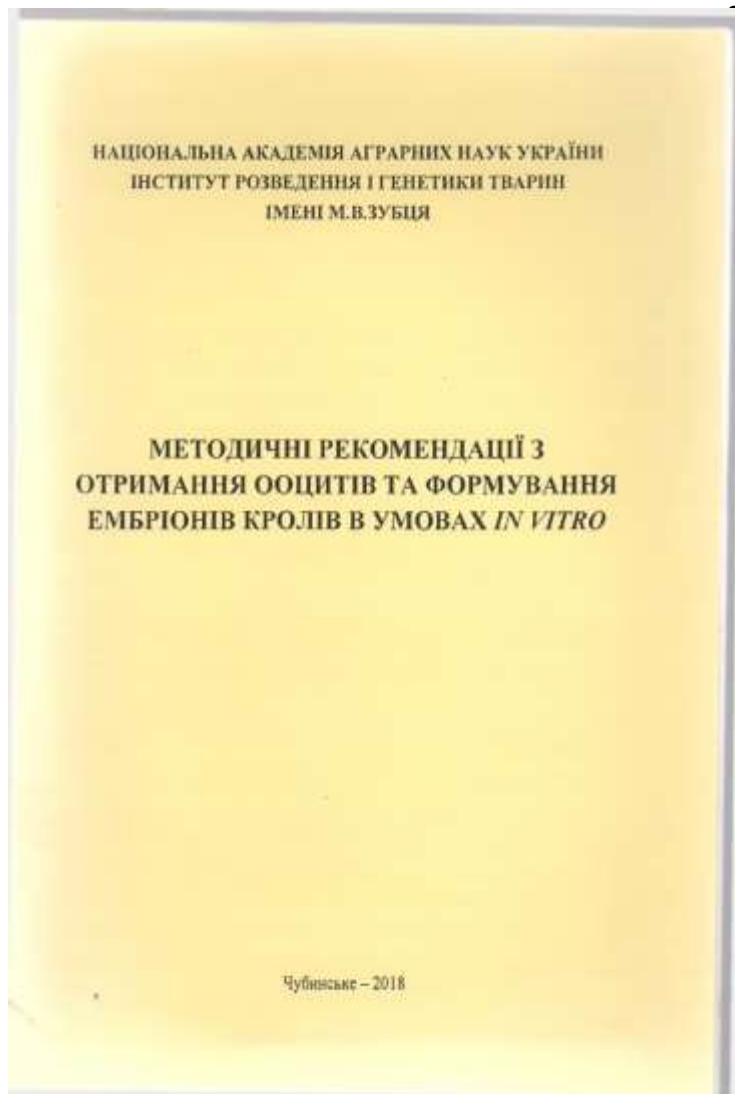 НАЦІОНАЛЬНА АКАДЕМІЯ АГРАРНИХ НАУК УКРАЇНИ
ІНСТИТУТ РОЗВЕДЕННЯ І ГЕНЕТИКИ ТВАРИН
ІМЕНІ М.В.ЗУБЦЯ
МЕТОДИЧНІ РЕКОМЕНДАЦІЇ З
ОТРИМАННЯ ООЦИТІВ ТА ФОРМУВАННЯ
ЕМБРІОНІВ КРОЛІВ В УМОВАХ IN VITRO
Чубинське – 2018